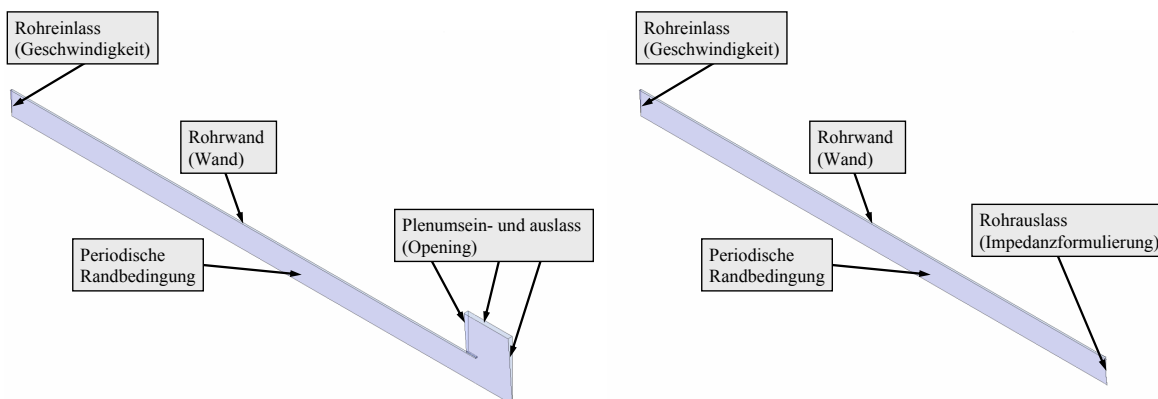 Rohreinlass
(Geschwindigkeit)
Rohrwand
(Wand)
Plenumsein- und auslass
(Opening)
Periodische
Randbedingung
Rohreinlass
(Geschwindigkeit)
Rohrwand
(Wand)
Rohrauslass
(Impedanzformulierung)
Periodische
Randbedingung